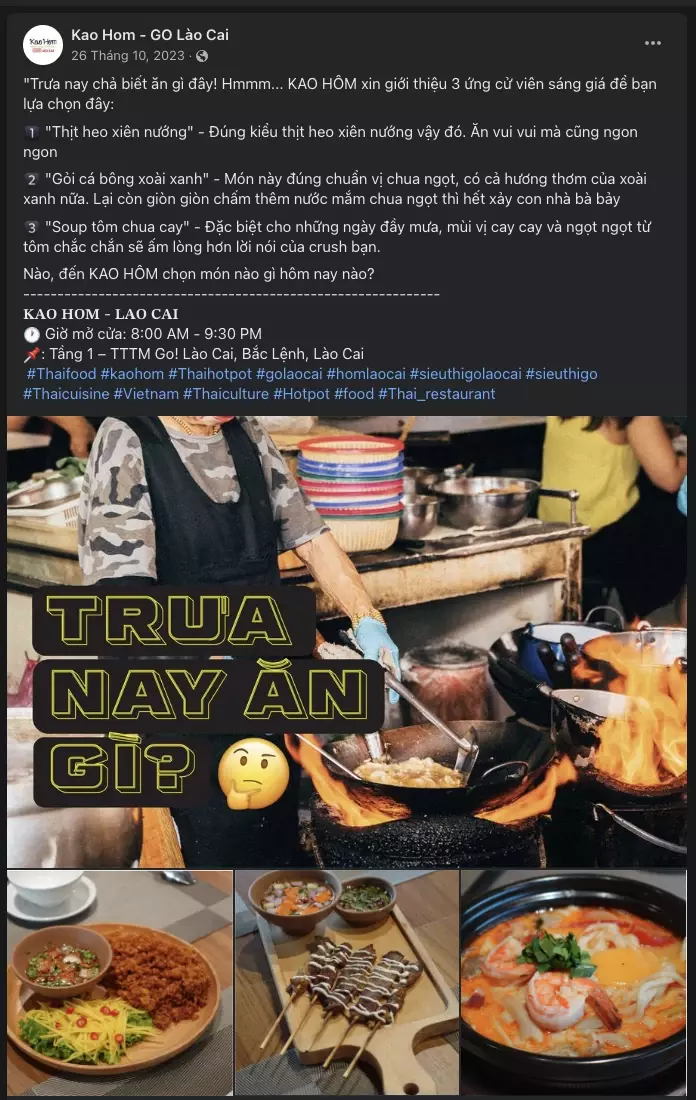 Kao Hom
Kao Hom - GO Lào Cai
26 Tháng 10, 2023 ·
"Trưa nay chả biết ăn gì đây! Hmmm... KAO HÔM xin giới thiệu 3 ứng cử viên sáng giá để bạn
lựa chọn đây:
1 "Thịt heo xiên nướng" - Đúng kiểu thịt heo xiên nướng vậy đó. Ăn vui vui mà cũng ngon
ngon
2 "Gỏi cá bông xoài xanh" - Món này đúng chuẩn vị chua ngọt, có cả hương thơm của xoài
xanh nữa. Lại còn giòn giòn chấm thêm nước mắm chua ngọt thì hết xảy con nhà bà bảy
3 "Soup tôm chua cay" - Đặc biệt cho những ngày đầy mưa, mùi vị cay cay và ngọt ngọt từ
tôm chắc chắn sẽ ấm lòng hơn lời nói của crush bạn.
Nào, đến KAO HÔM chọn món nào gì hôm nay nào?
-------------------------------------------------------------
KAO HOM - LAO CAI
🕐 Giờ mở cửa: 8:00 AM - 9:30 PM
📌: Tầng 1 – TTTM Go! Lào Cai, Bắc Lệnh, Lào Cai
#Thaifood #kaohom #Thaihotpot #golaocai #homlaocai #sieuthigolaocai #sieuthigo
#Thaicuisine #Vietnam #Thaiculture #Hotpot #food #Thai_restaurant
TRƯA
NAY ĂN
GÌ? 🤔